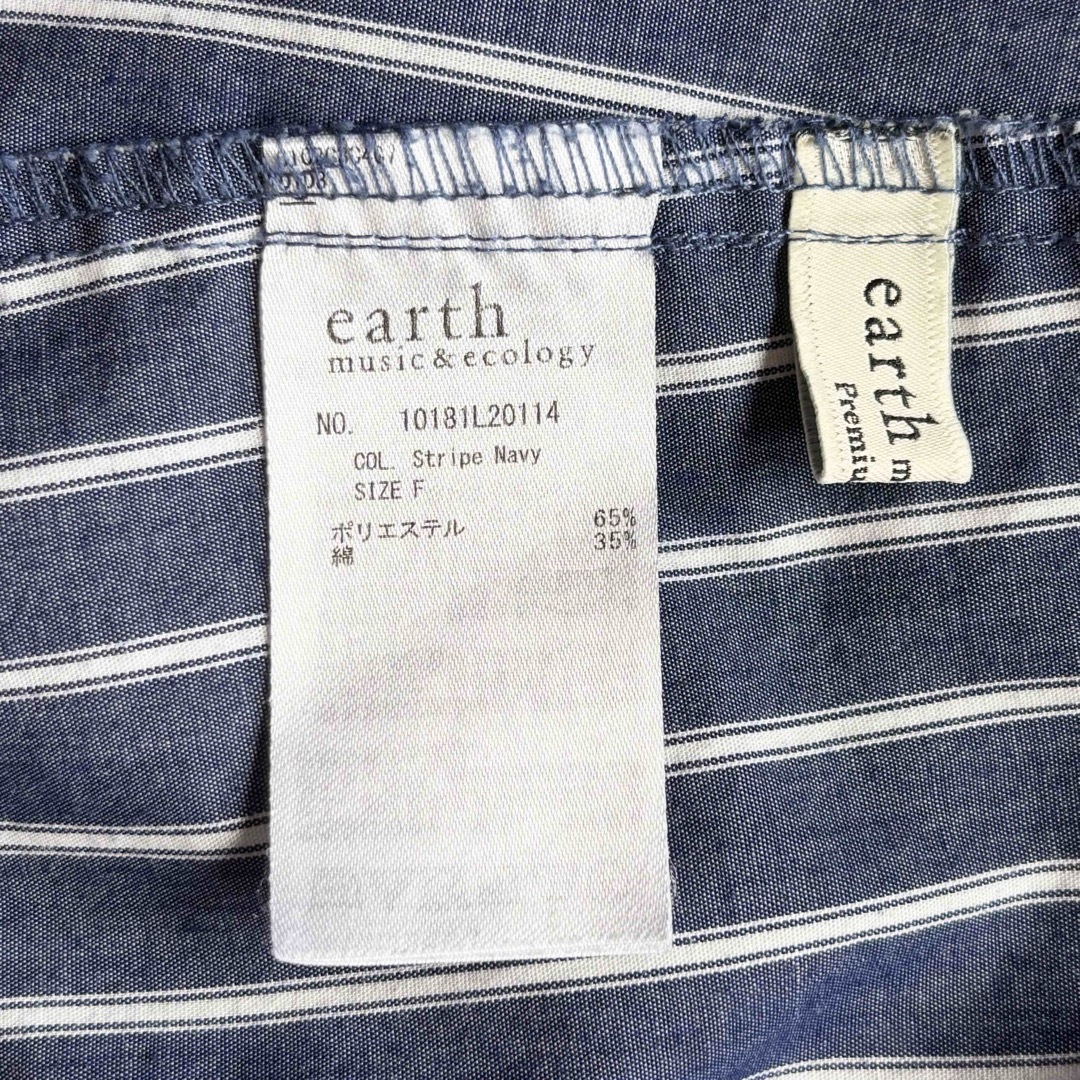 earth
music & ecology
NO. 10181L20114
COL. Stripe Navy
SIZE F
ポリエステル 65%
綿 35%
earth m
Premiu